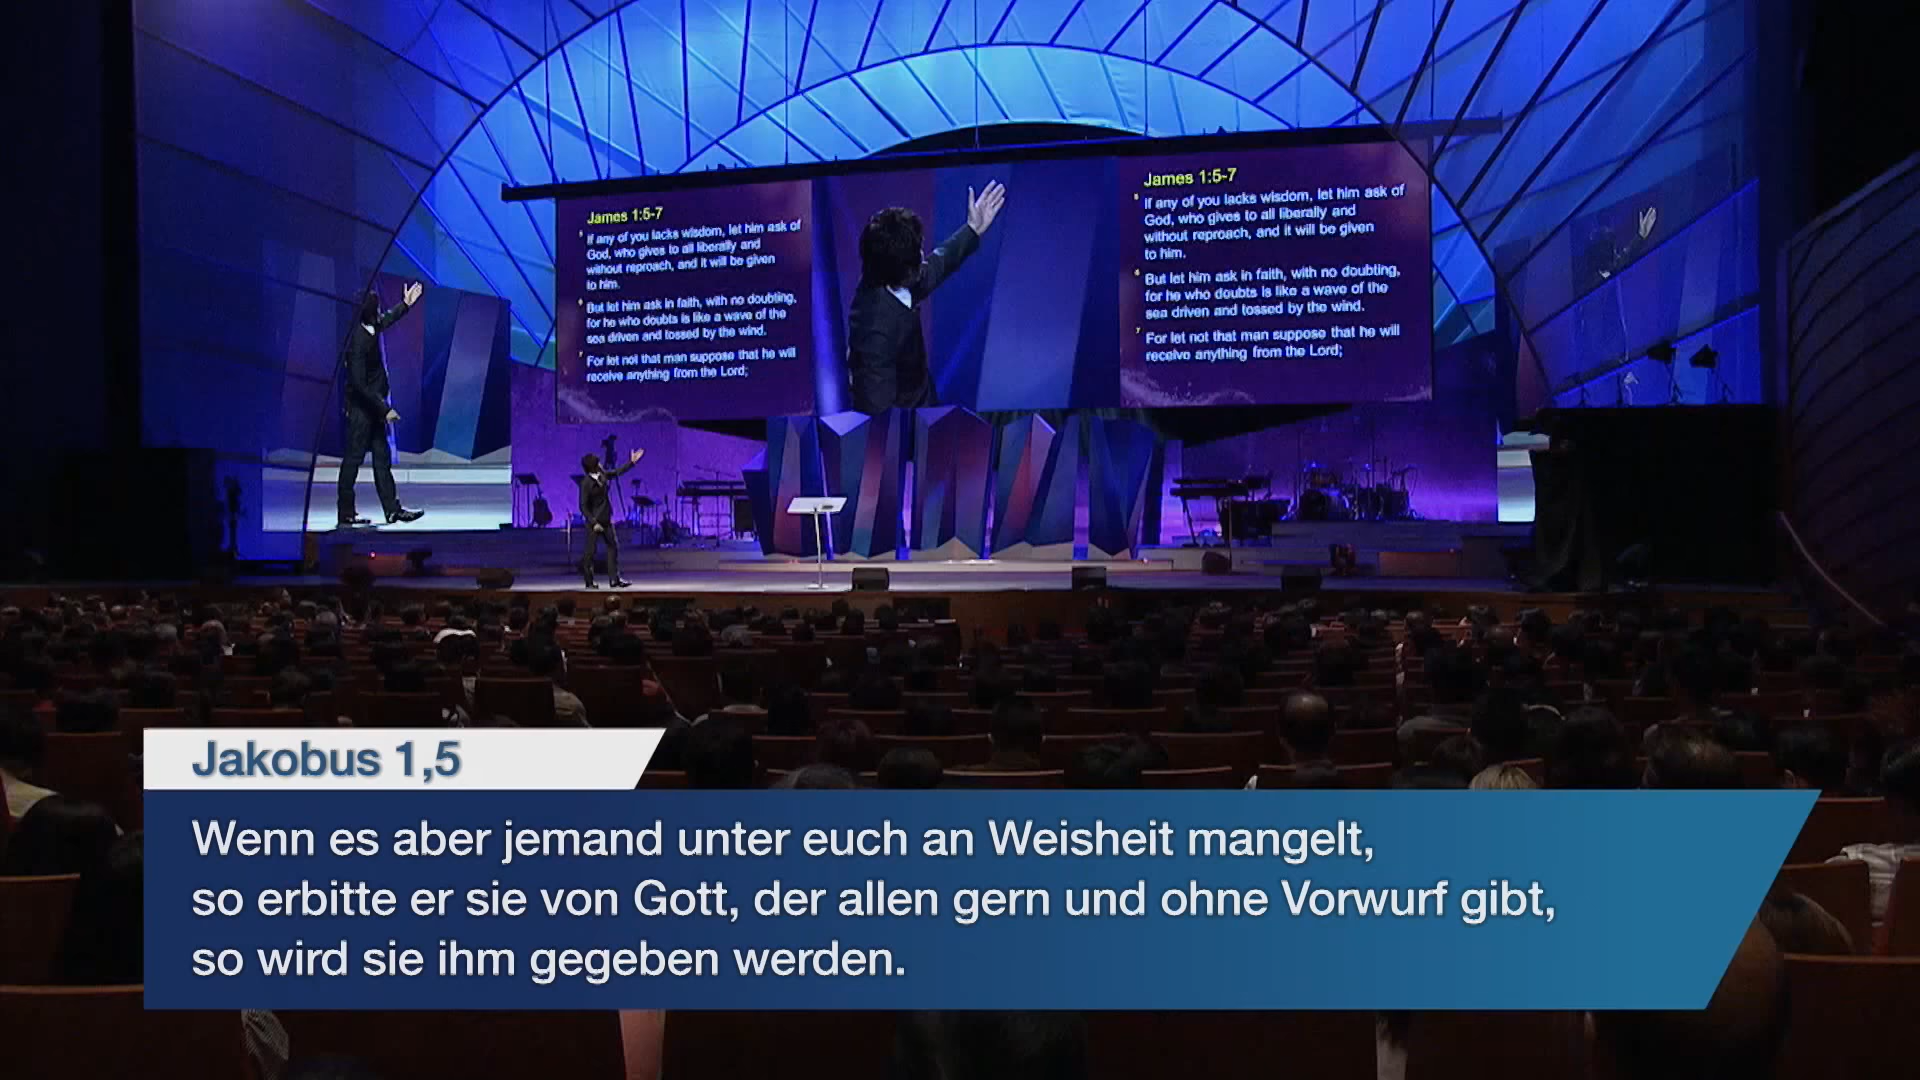 James 1:5-7
5 If any of you lacks wisdom, let him ask of
God, who gives to all liberally and
without reproach, and it will be given
to him.
6 But let him ask in faith, with no doubting,
for he who doubts is like a wave of the
sea driven and tossed by the wind.
7 For let not that man suppose that he will
receive anything from the Lord;
James 1:5-7
5 If any of you lacks wisdom, let him ask of
God, who gives to all liberally and
without reproach, and it will be given
to him.
6 But let him ask in faith, with no doubting,
for he who doubts is like a wave of the
sea driven and tossed by the wind.
7 For let not that man suppose that he will
receive anything from the Lord;
Jakobus 1,5
Wenn es aber jemand unter euch an Weisheit mangelt,
so erbitte er sie von Gott, der allen gern und ohne Vorwurf gibt,
so wird sie ihm gegeben werden.